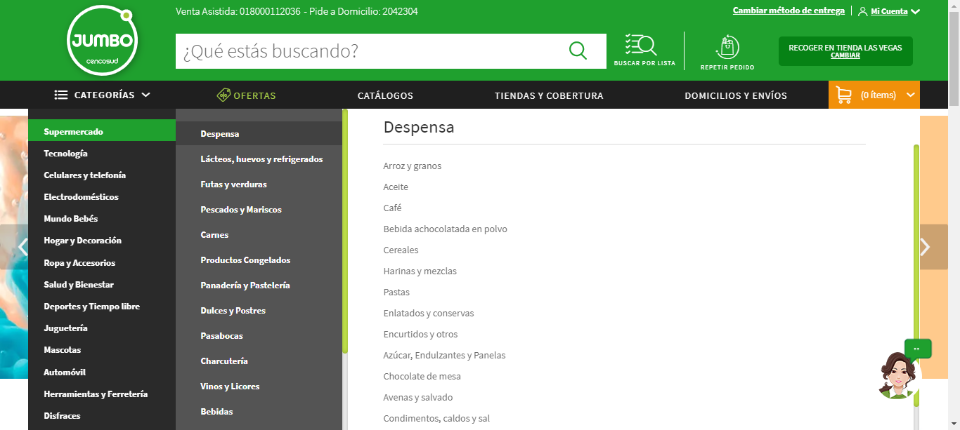 Venta Asistida: 018000112036 - Pide a Domicilio: 2042304
Cambiar método de entrega
Mi Cuenta
JUMBO
cencosud
¿Qué estás buscando?
BUSCAR POR LISTA
REPETIR PEDIDO
RECOGER EN TIENDA LAS VEGAS
CAMBIAR
CATEGORÍAS
OFERTAS
CATÁLOGOS
TIENDAS Y COBERTURA
DOMICILIOS Y ENVÍOS
(0 ítems)
Supermercado
Tecnología
Celulares y telefonía
Electrodomésticos
Mundo Bebés
Hogar y Decoración
Ropa y Accesorios
Salud y Bienestar
Deportes y Tiempo libre
Juguetería
Mascotas
Automóvil
Herramientas y Ferretería
Disfraces
Despensa
Lácteos, huevos y refrigerados
Futas y verduras
Pescados y Mariscos
Carnes
Productos Congelados
Panadería y Pastelería
Dulces y Postres
Pasabocas
Charcutería
Vinos y Licores
Bebidas
Despensa
Arroz y granos
Aceite
Café
Bebida achocolatada en polvo
Cereales
Harinas y mezclas
Pastas
Enlatados y conservas
Encurtidos y otros
Azúcar, Endulzantes y Panelas
Chocolate de mesa
Avenas y salvado
Condimentos, caldos y sal